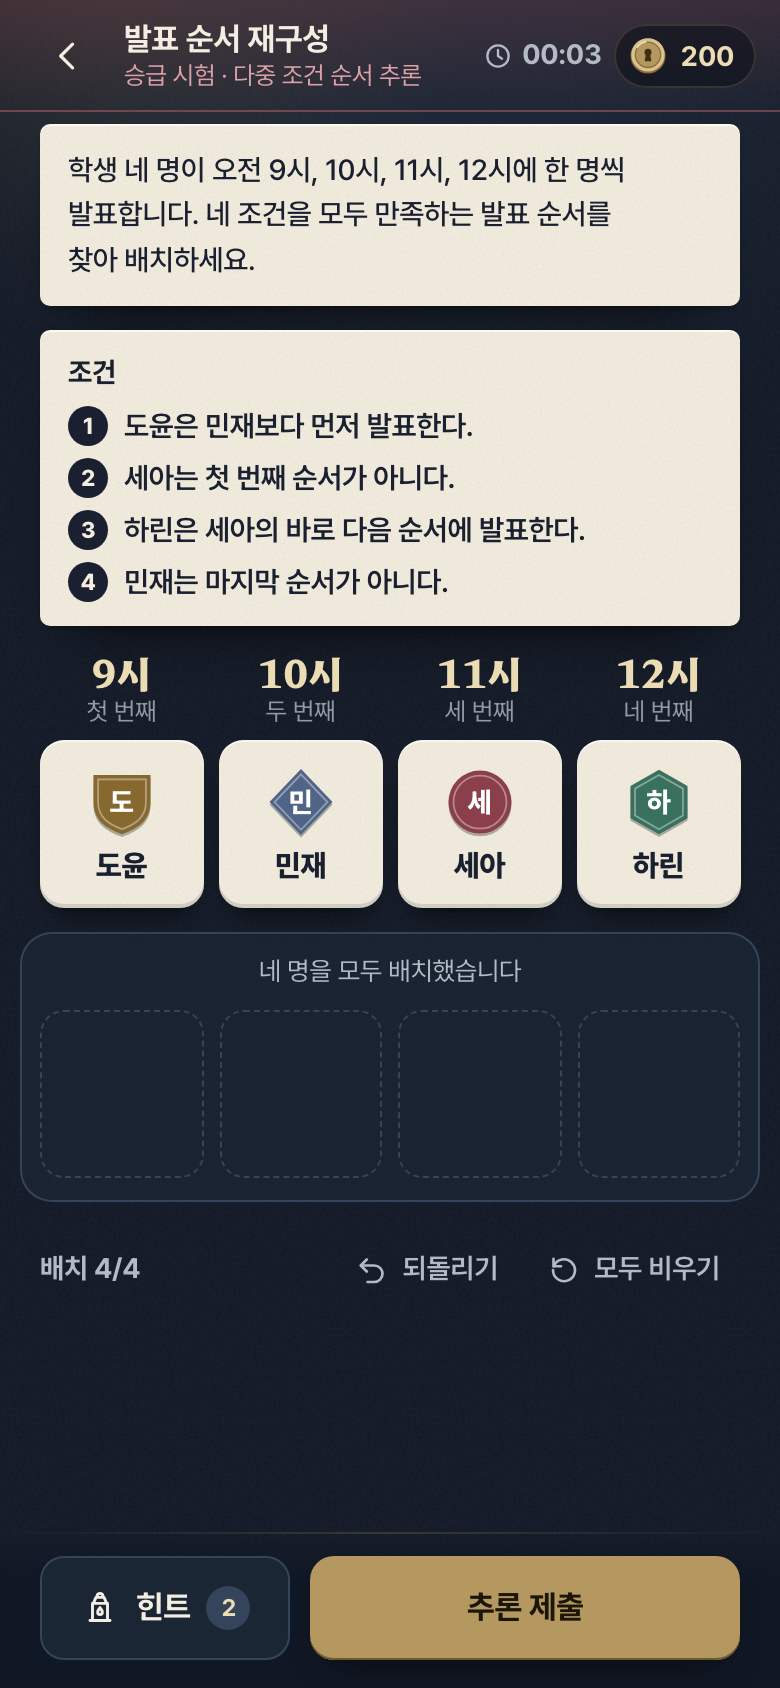 발표 순서 재구성
승급 시험 · 다중 조건 순서 추론
00:03
200
학생 네 명이 오전 9시, 10시, 11시, 12시에 한 명씩
발표합니다. 네 조건을 모두 만족하는 발표 순서를
찾아 배치하세요.
조건
1 도윤은 민재보다 먼저 발표한다.
2 세아는 첫 번째 순서가 아니다.
3 하린은 세아의 바로 다음 순서에 발표한다.
4 민재는 마지막 순서가 아니다.
9시 10시 11시 12시
첫 번째 두 번째 세 번째 네 번째
도 민 세 하
도윤 민재 세아 하린
네 명을 모두 배치했습니다
배치 4/4 되돌리기 모두 비우기
힌트 2 추론 제출